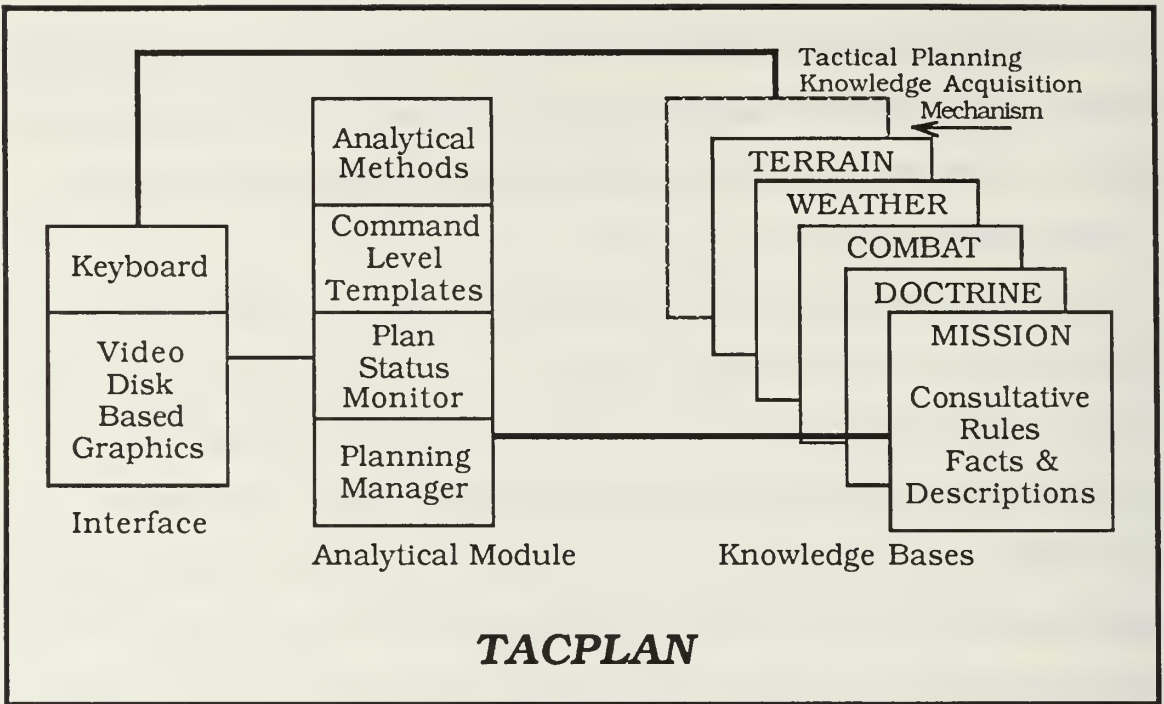 Tactical Planning
Knowledge Acquisition
Mechanism
Keyboard
Video
Disk
Based
Graphics
Interface
Analytical
Methods
Command
Level
Templates
Plan
Status
Monitor
Planning
Manager
Analytical Module
TERRAIN
WEATHER
COMBAT
DOCTRINE
MISSION
Consultative
Rules
Facts &
Descriptions
Knowledge Bases
TACPLAN